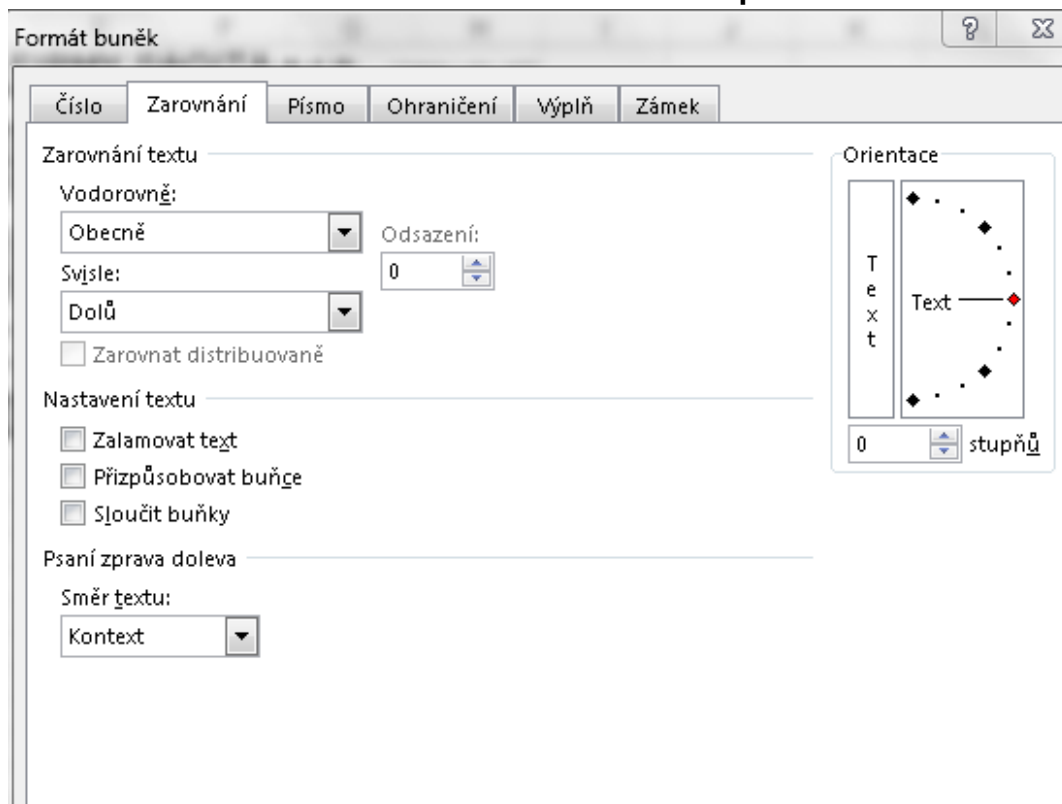 Formát buněk
Číslo Zarovnání Písmo Ohraničení Výplň Zámek
Zarovnání textu
Vodorovně:
Obecně
Odsazení:
0
Svisle:
Dolů
Zarovnat distribuovaně
Nastavení textu
Zalamovat text
Přizpůsobovat buňce
Sloučit buňky
Psaní zprava doleva
Směr textu:
Kontext
Orientace
T
e
x
t
Text
0 stupňů